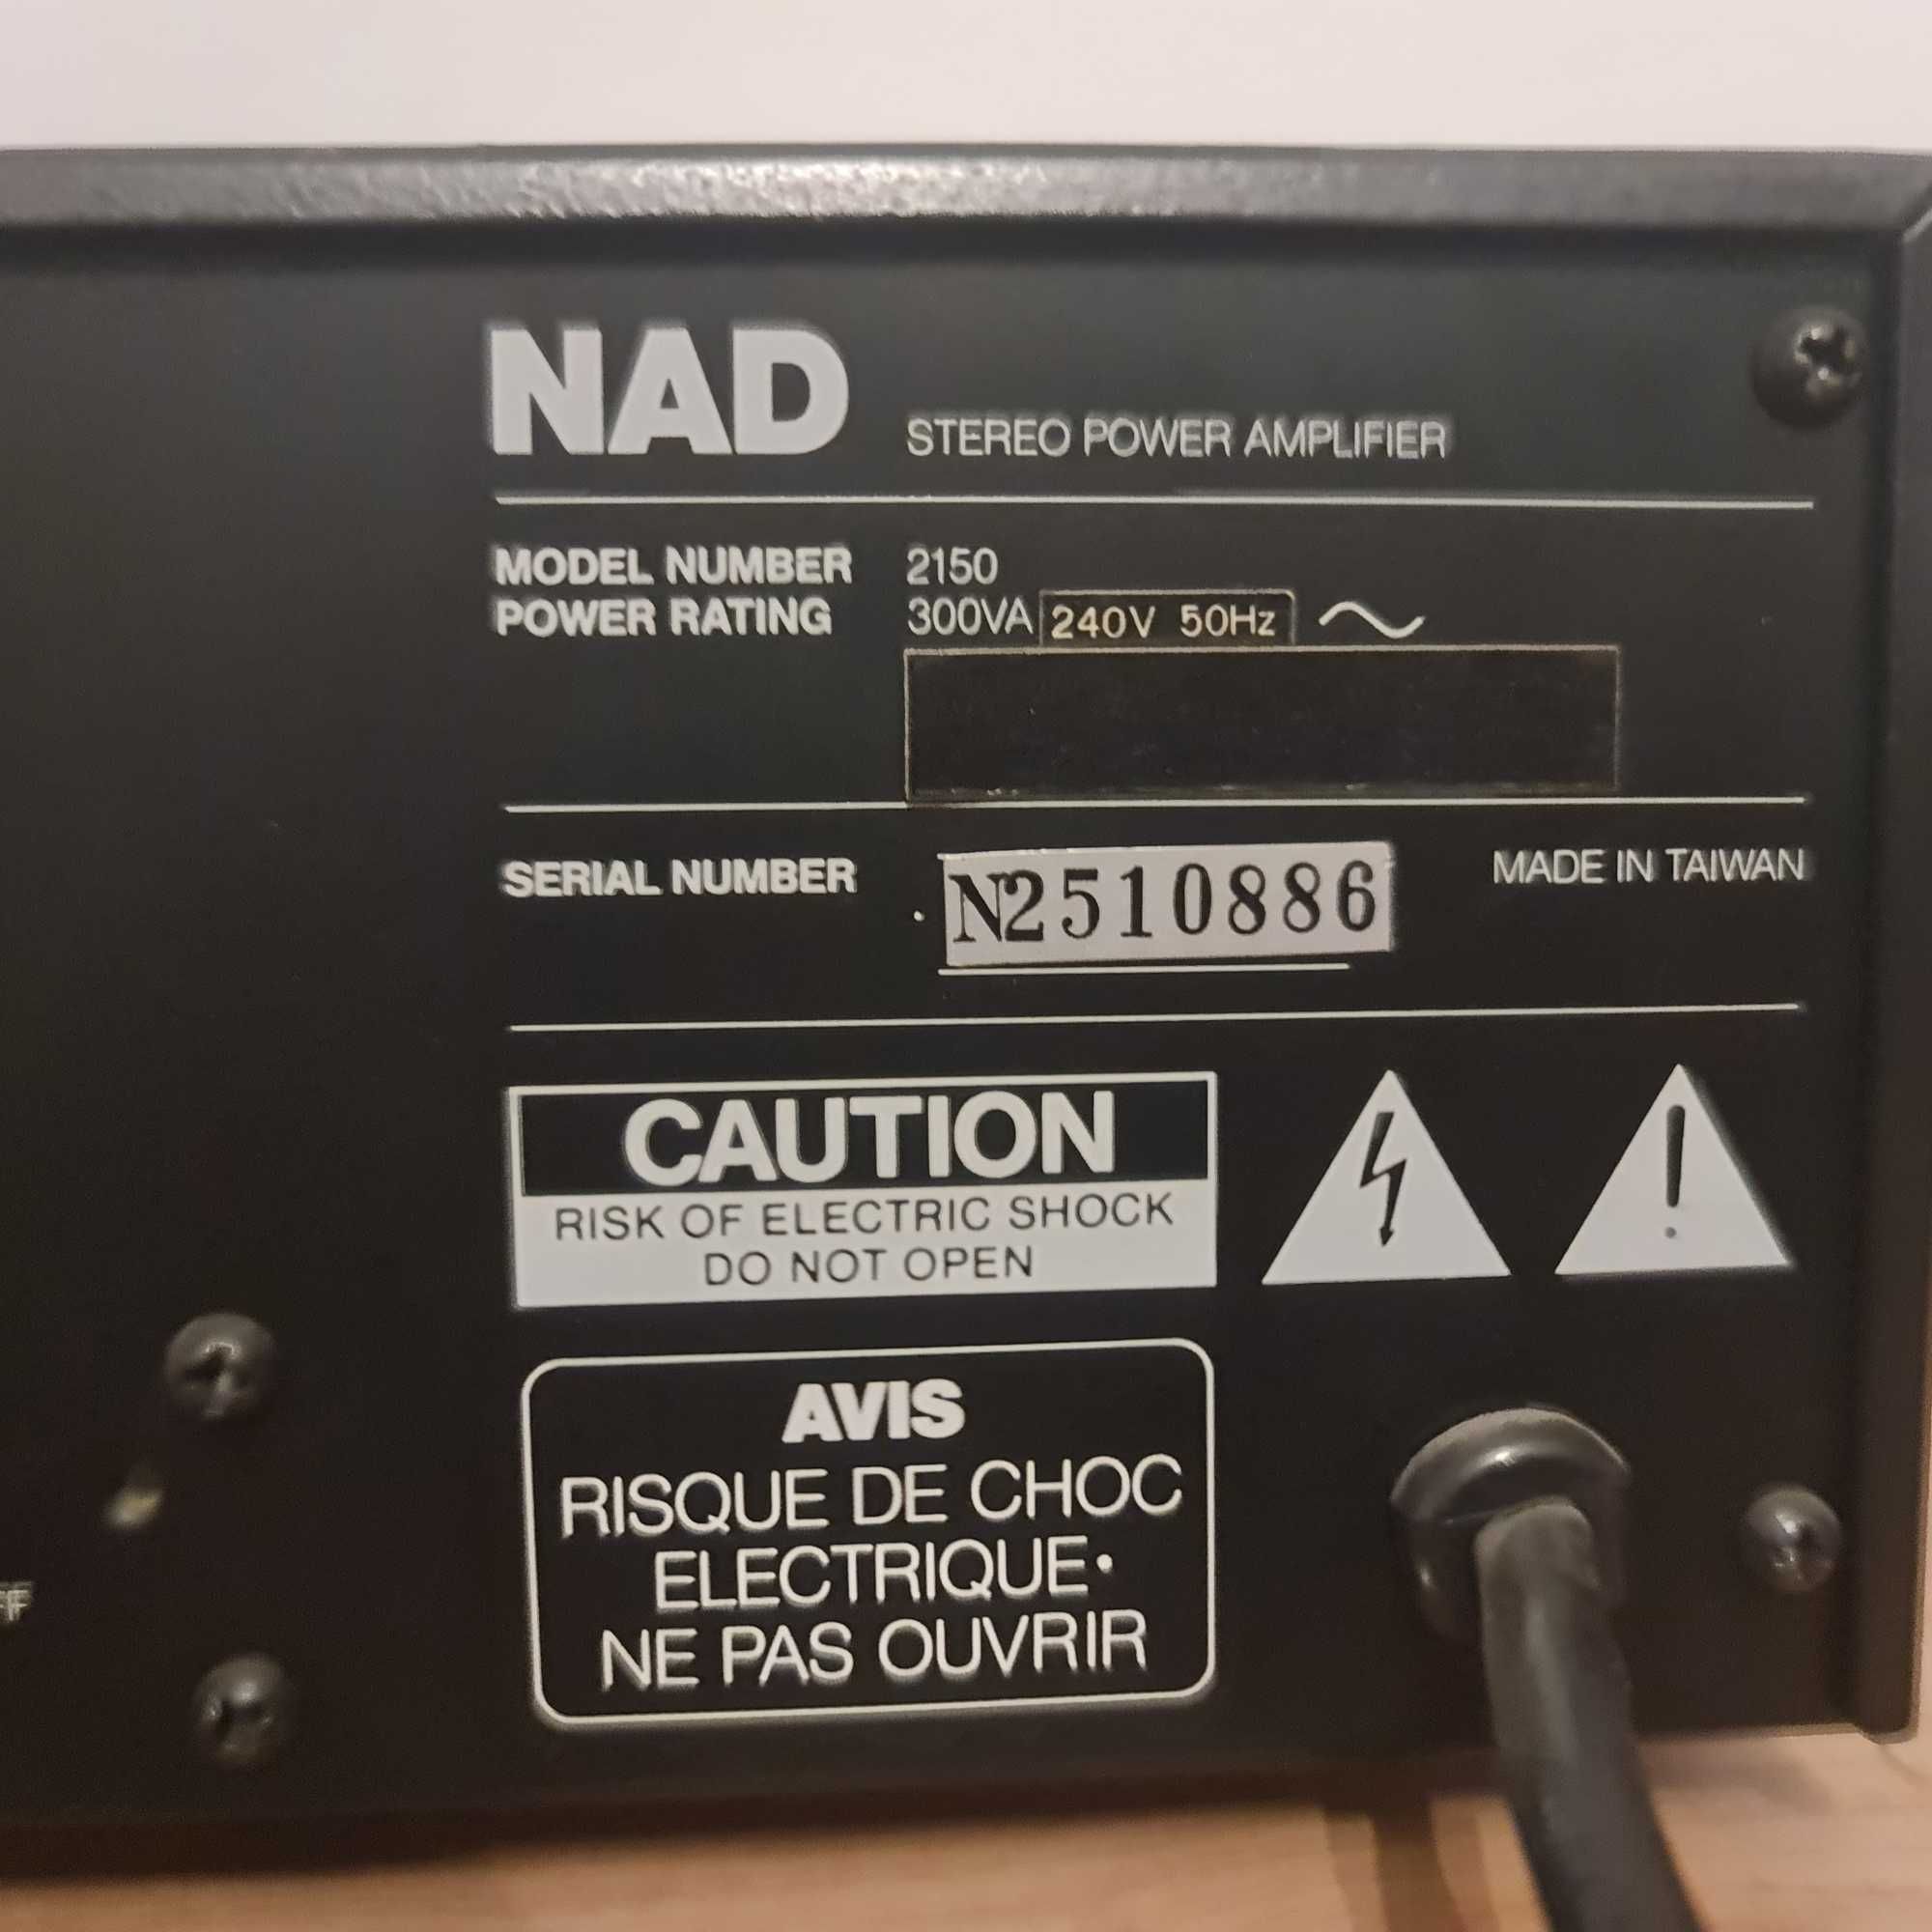 NAD STEREO POWER AMPLIFIER
MODEL NUMBER 2150
POWER RATING 300VA 240V 50Hz
SERIAL NUMBER N2510886 MADE IN TAIWAN
CAUTION
RISK OF ELECTRIC SHOCK
DO NOT OPEN
AVIS
RISQUE DE CHOC
ELECTRIQUE•
NE PAS OUVRIR